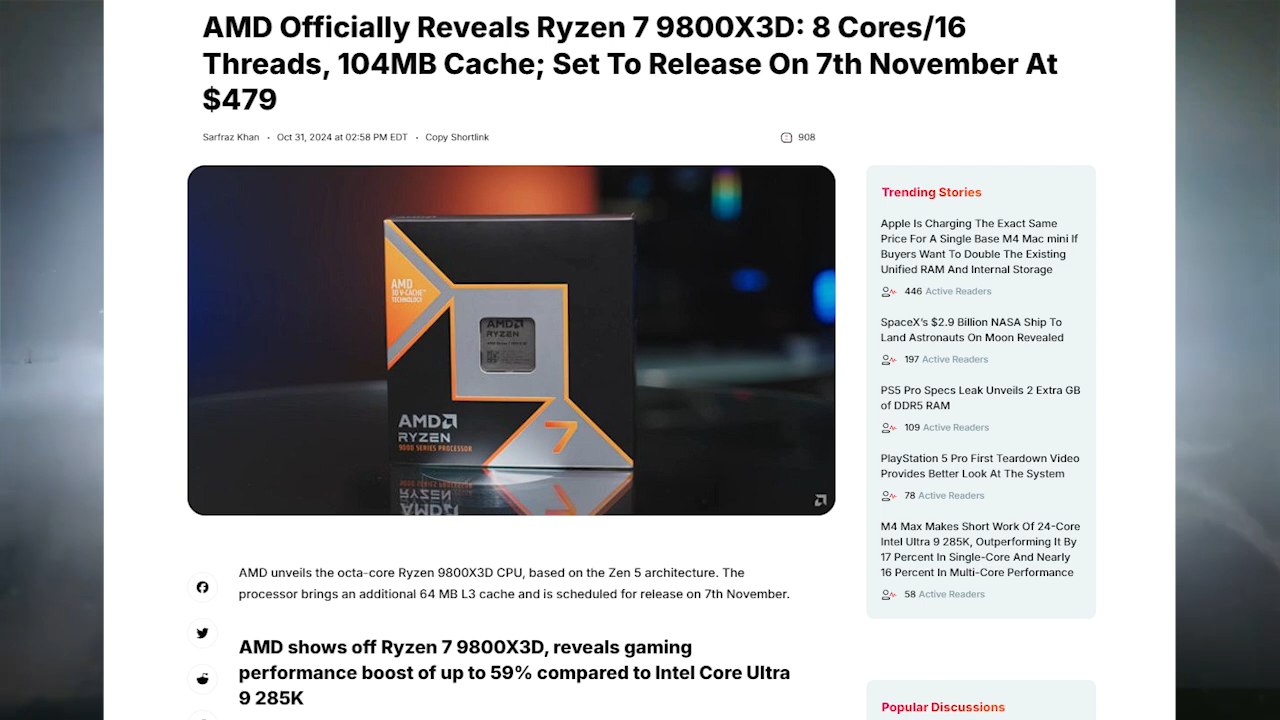 AMD Officially Reveals Ryzen 7 9800X3D: 8 Cores/16
Threads, 104MB Cache; Set To Release On 7th November At
$479
Sarfraz Khan • Oct 31, 2024 at 02:58 PM EDT • Copy Shortlink
908
AMD
3D V-CACHE™
TECHNOLOGY
AMD
RYZEN
AMD
RYZEN
9000 SERIES PROCESSOR
7
Trending Stories
Apple Is Charging The Exact Same
Price For A Single Base M4 Mac mini If
Buyers Want To Double The Existing
Unified RAM And Internal Storage
446 Active Readers
SpaceX's $2.9 Billion NASA Ship To
Land Astronauts On Moon Revealed
197 Active Readers
PS5 Pro Specs Leak Unveils 2 Extra GB
of DDR5 RAM
109 Active Readers
PlayStation 5 Pro First Teardown Video
Provides Better Look At The System
78 Active Readers
M4 Max Makes Short Work Of 24-Core
Intel Ultra 9 285K, Outperforming It By
17 Percent In Single-Core And Nearly
16 Percent In Multi-Core Performance
58 Active Readers
AMD unveils the octa-core Ryzen 9800X3D CPU, based on the Zen 5 architecture. The
processor brings an additional 64 MB L3 cache and is scheduled for release on 7th November.
AMD shows off Ryzen 7 9800X3D, reveals gaming
performance boost of up to 59% compared to Intel Core Ultra
9 285K
Popular Discussions